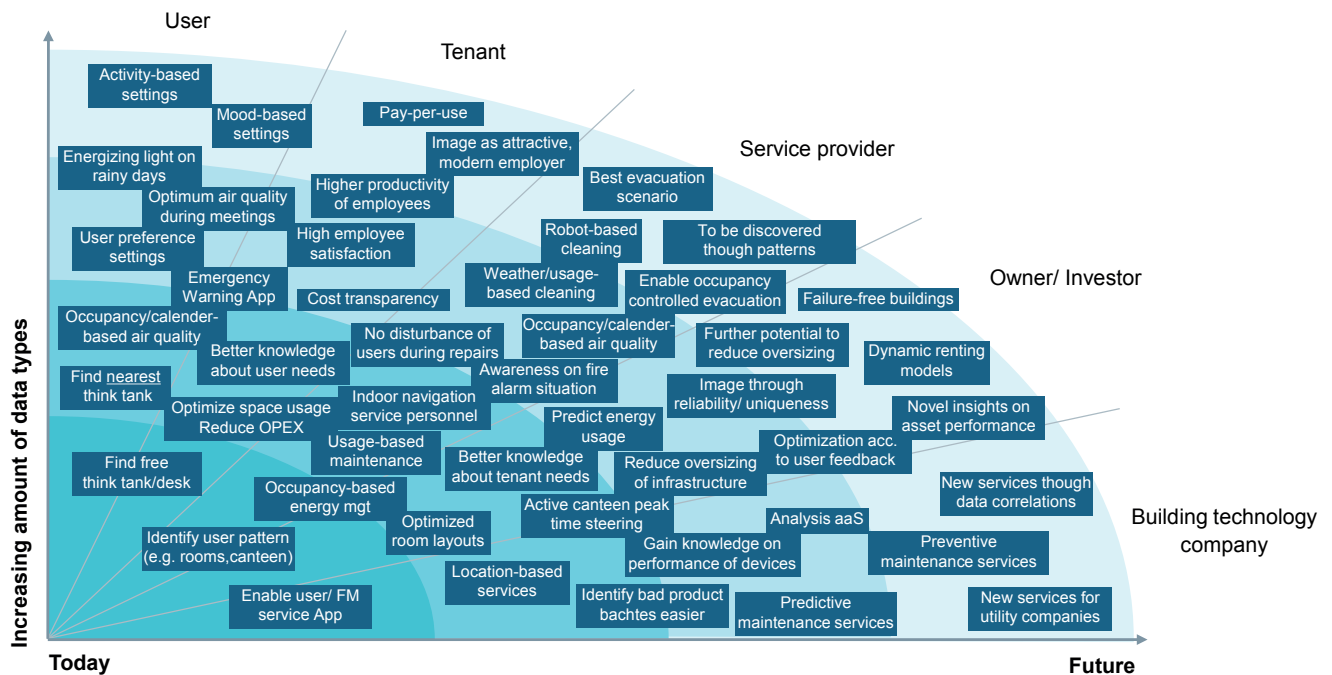 User
Tenant
Service provider
Owner/ Investor
Building technology
company
Increasing amount of data types
Today
Future
Activity-based
settings
Mood-based
settings
Pay-per-use
Image as attractive,
modern employer
Energizing light on
rainy days
Optimum air quality
during meetings
Higher productivity
of employees
Best evacuation
scenario
User preference
settings
High employee
satisfaction
Robot-based
cleaning
To be discovered
though patterns
Emergency
Warning App
Cost transparency
Weather/usage-
based cleaning
Enable occupancy
controlled evacuation
Failure-free buildings
Occupancy/calender-
based air quality
Better knowledge
about user needs
No disturbance of
users during repairs
Occupancy/calender-
based air quality
Further potential to
reduce oversizing
Dynamic renting
models
Find nearest
think tank
Optimize space usage
Reduce OPEX
Indoor navigation
service personnel
Awareness on fire
alarm situation
Image through
reliability/ uniqueness
Novel insights on
asset performance
Usage-based
maintenance
Predict energy
usage
Optimization acc.
to user feedback
Find free
think tank/desk
Occupancy-based
energy mgt
Better knowledge
about tenant needs
Reduce oversizing
of infrastructure
New services though
data correlations
Identify user pattern
(e.g. rooms,canteen)
Optimized
room layouts
Active canteen peak
time steering
Analysis aaS
Gain knowledge on
performance of devices
Preventive
maintenance services
Enable user/ FM
service App
Location-based
services
Identify bad product
bachtes easier
Predictive
maintenance services
New services for
utility companies